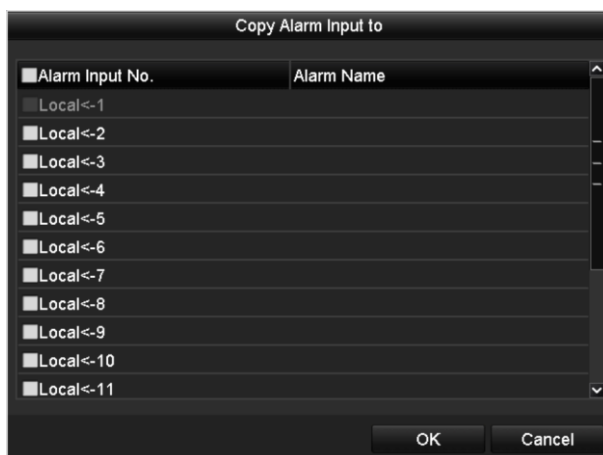 Copy Alarm Input to
Alarm Input No. Alarm Name
Local<-1
Local<-2
Local<-3
Local<-4
Local<-5
Local<-6
Local<-7
Local<-8
Local<-9
Local<-10
Local<-11
OK Cancel